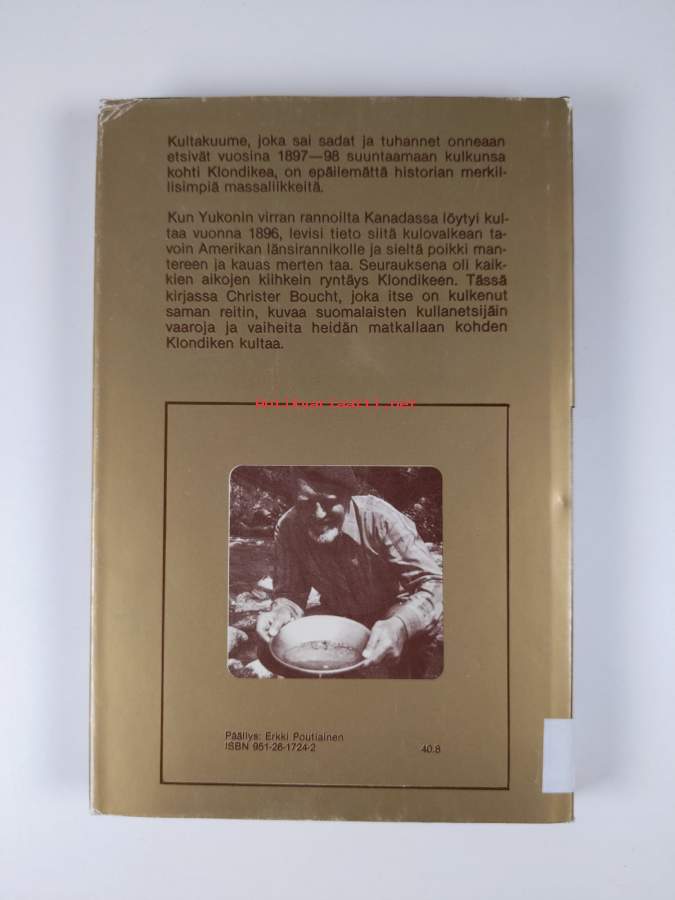 Kultakuume, joka sai sadat ja tuhannet onneaan
etsivät vuosina 1897—98 suuntaamaan kulkunsa
kohti Klondikea, on epäilemättä historian merkil-
lisimpiä massaliikkeitä.
Kun Yukonin virran rannoilta Kanadassa löytyi kul-
taa vuonna 1896, levisi tieto siitä kulovalkean ta-
voin Amerikan länsirannikolle ja sieltä poikki man-
tereen ja kauas merten taa. Seurauksena oli kaik-
kien aikojen kiihkein ryntäys Klondikeen. Tässä
kirjassa Christer Boucht, joka itse on kulkenut
saman reitin, kuvaa suomalaisten kullanetsijäin
vaaroja ja vaiheita heidän matkallaan kohden
Klondiken kultaa.
antikvariaatti.net
Päällys: Erkki Poutiainen
ISBN 951-26-1724-2 40.8